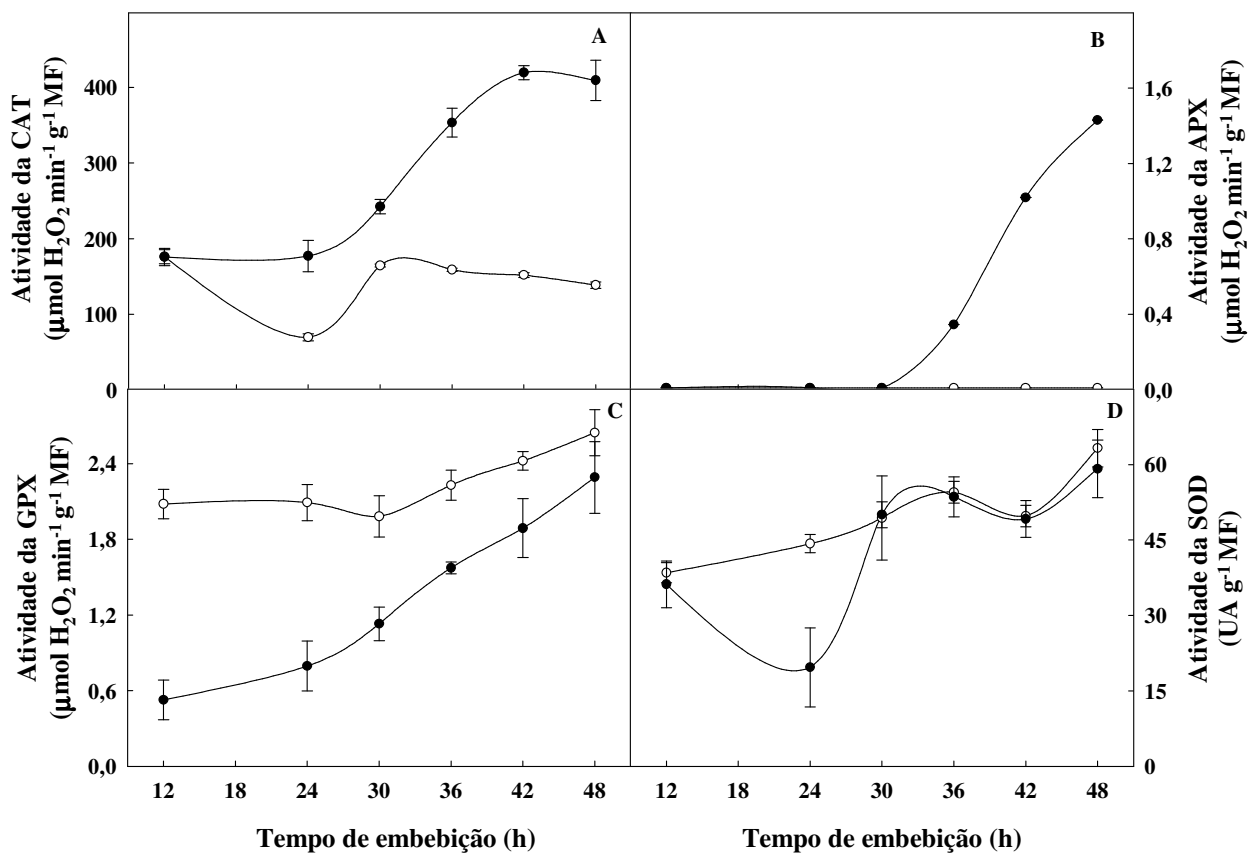 A
B
Atividade da CAT
(µmol H₂O₂ min⁻¹ g⁻¹ MF)
400
300
200
100
0
1,6
1,2
0,8
0,4
0,0
Atividade da APX
(µmol H₂O₂ min⁻¹ g⁻¹ MF)
C
D
Atividade da GPX
(µmol H₂O₂ min⁻¹ g⁻¹ MF)
2,4
1,8
1,2
0,6
0,0
60
45
30
15
0
Atividade da SOD
(UA g⁻¹ MF)
12 18 24 30 36 42 48
12 18 24 30 36 42 48
Tempo de embebição (h)
Tempo de embebição (h)